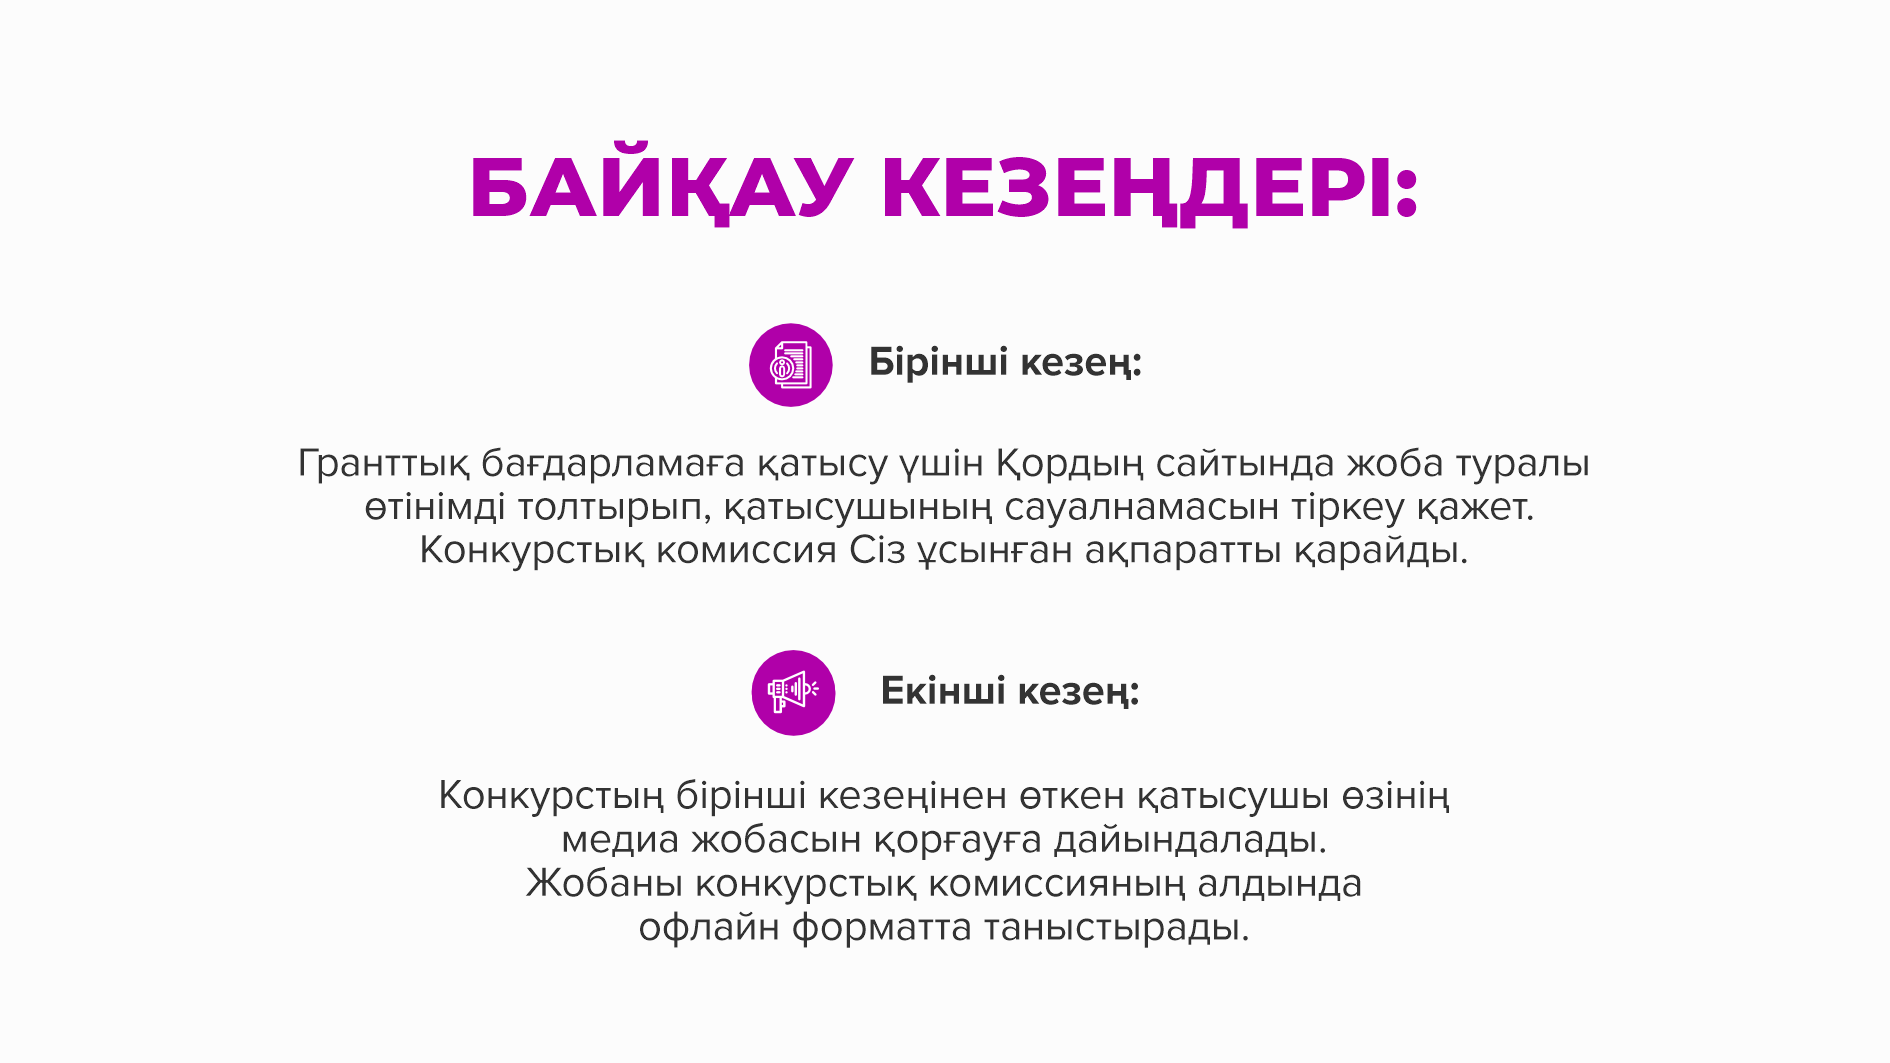 БАЙҚАУ КЕЗЕҢДЕРІ:
Бірінші кезең:
Гранттық бағдарламаға қатысу үшін Қордың сайтында жоба туралы
өтінімді толтырып, қатысушының сауалнамасын тіркеу қажет.
Конкурстық комиссия Сіз ұсынған ақпаратты қарайды.
Екінші кезең:
Конкурстың бірінші кезеңінен өткен қатысушы өзінің
медиа жобасын қорғауға дайындалады.
Жобаны конкурстық комиссияның алдында
офлайн форматта таныстырады.